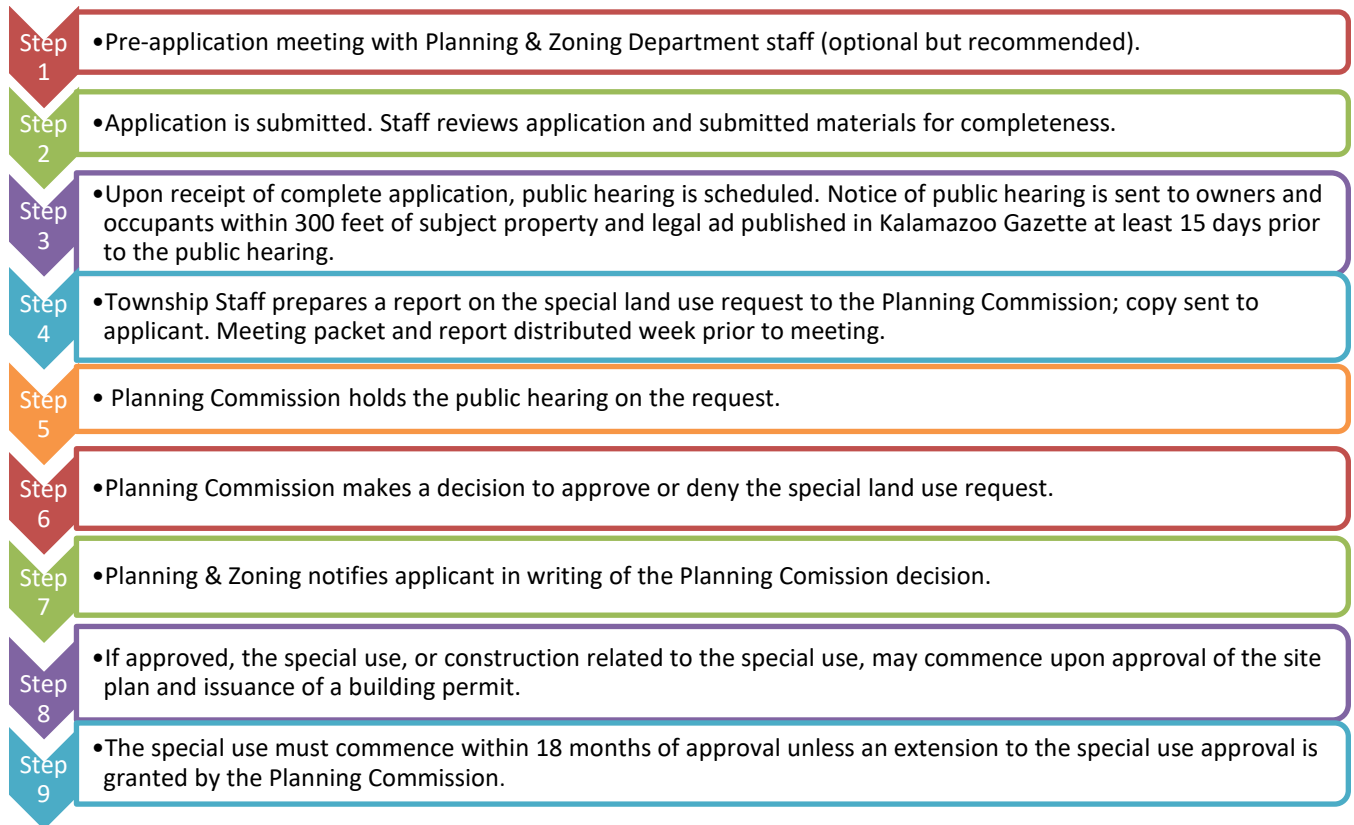 Step
1
•Pre-application meeting with Planning & Zoning Department staff (optional but recommended).
Step
2
•Application is submitted. Staff reviews application and submitted materials for completeness.
Step
3
•Upon receipt of complete application, public hearing is scheduled. Notice of public hearing is sent to owners and
occupants within 300 feet of subject property and legal ad published in Kalamazoo Gazette at least 15 days prior
to the public hearing.
Step
4
•Township Staff prepares a report on the special land use request to the Planning Commission; copy sent to
applicant. Meeting packet and report distributed week prior to meeting.
Step
5
• Planning Commission holds the public hearing on the request.
Step
6
•Planning Commission makes a decision to approve or deny the special land use request.
Step
7
•Planning & Zoning notifies applicant in writing of the Planning Comission decision.
Step
8
•If approved, the special use, or construction related to the special use, may commence upon approval of the site
plan and issuance of a building permit.
Step
9
•The special use must commence within 18 months of approval unless an extension to the special use approval is
granted by the Planning Commission.